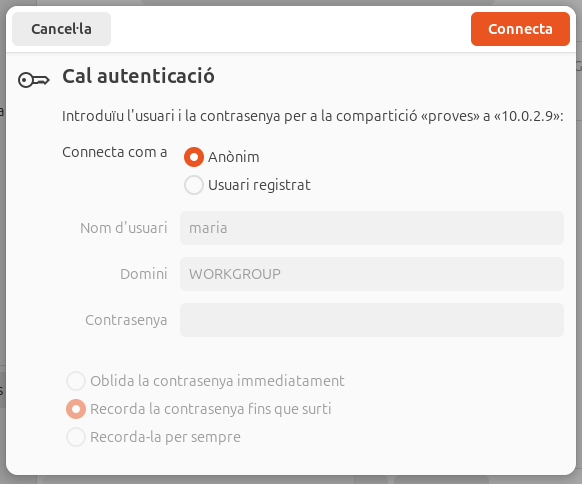 Cancel·la
Connecta
Cal autenticació
Introduïu l'usuari i la contrasenya per a la compartició «proves» a «10.0.2.9»:
Connecta com a
Anònim
Usuari registrat
Nom d'usuari
maria
Domini
WORKGROUP
Contrasenya
Oblida la contrasenya immediatament
Recorda la contrasenya fins que surti
Recorda-la per sempre